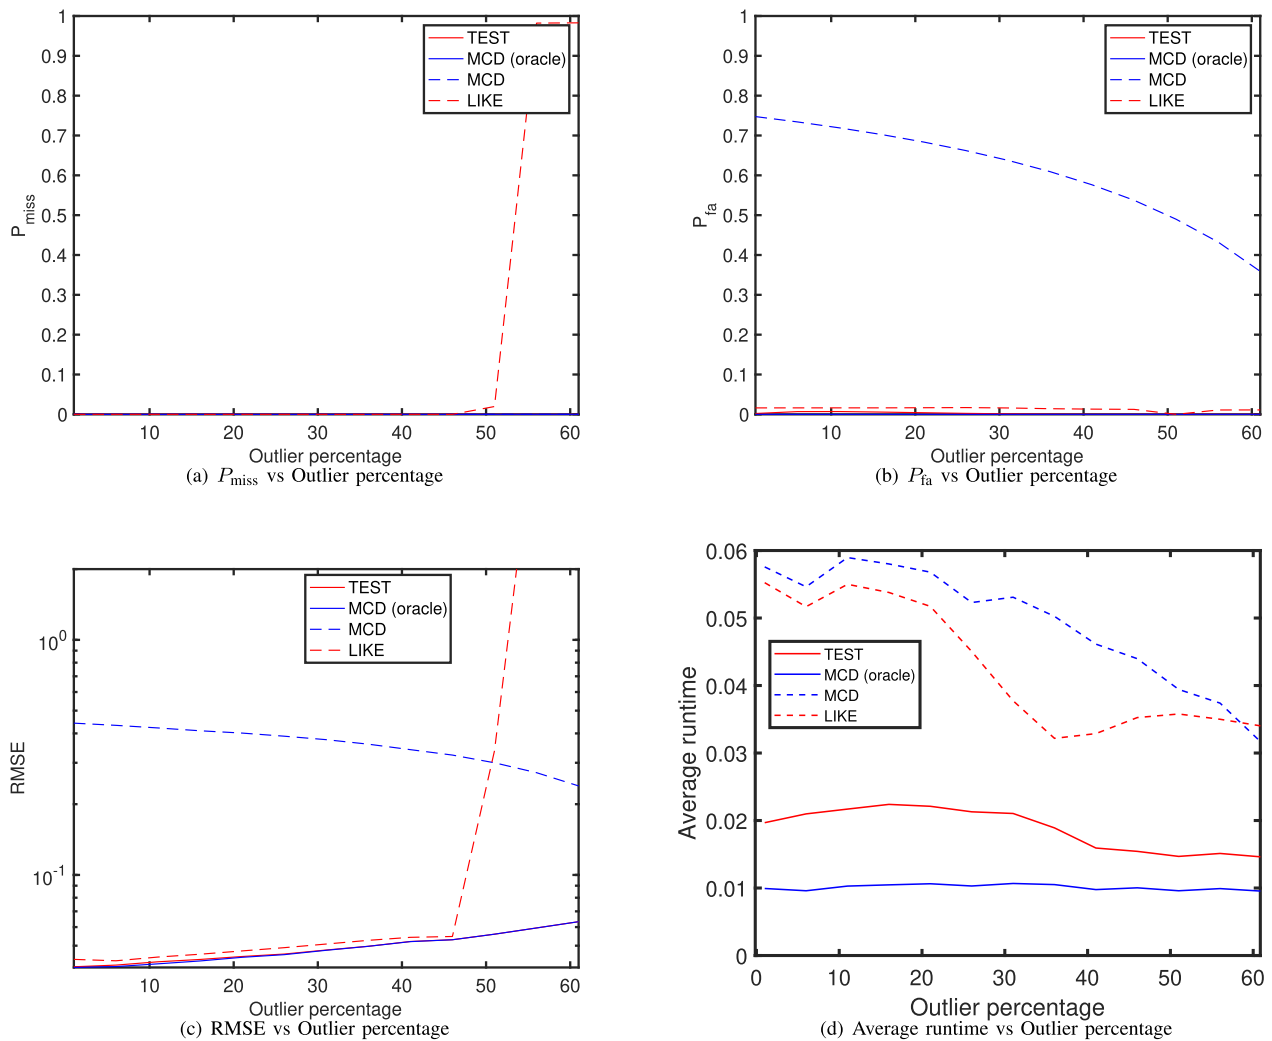 1
0.9
0.8
0.7
0.6
0.5
0.4
0.3
0.2
0.1
0
P_miss
TEST
MCD (oracle)
MCD
LIKE
10 20 30 40 50 60
Outlier percentage
(a) P_miss vs Outlier percentage
1
0.9
0.8
0.7
0.6
0.5
0.4
0.3
0.2
0.1
0
P_fa
TEST
MCD (oracle)
MCD
LIKE
10 20 30 40 50 60
Outlier percentage
(b) P_fa vs Outlier percentage
10^0
10^-1
RMSE
TEST
MCD (oracle)
MCD
LIKE
10 20 30 40 50 60
Outlier percentage
(c) RMSE vs Outlier percentage
0.06
0.05
0.04
0.03
0.02
0.01
0
Average runtime
TEST
MCD (oracle)
MCD
LIKE
0 10 20 30 40 50 60
Outlier percentage
(d) Average runtime vs Outlier percentage